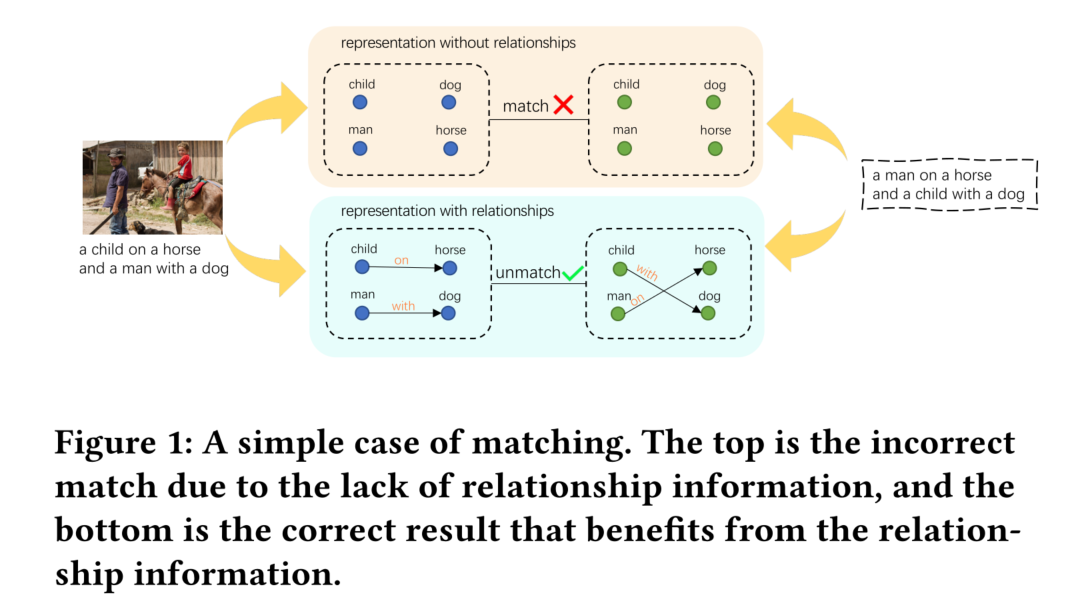 representation without relationships
child dog
man horse
match
child dog
man horse
a child on a horse
and a man with a dog
a man on a horse
and a child with a dog
representation with relationships
child horse
on
man dog
with
unmatch
child horse
with
man dog
on
Figure 1: A simple case of matching. The top is the incorrect
match due to the lack of relationship information, and the
bottom is the correct result that benefits from the relation-
ship information.